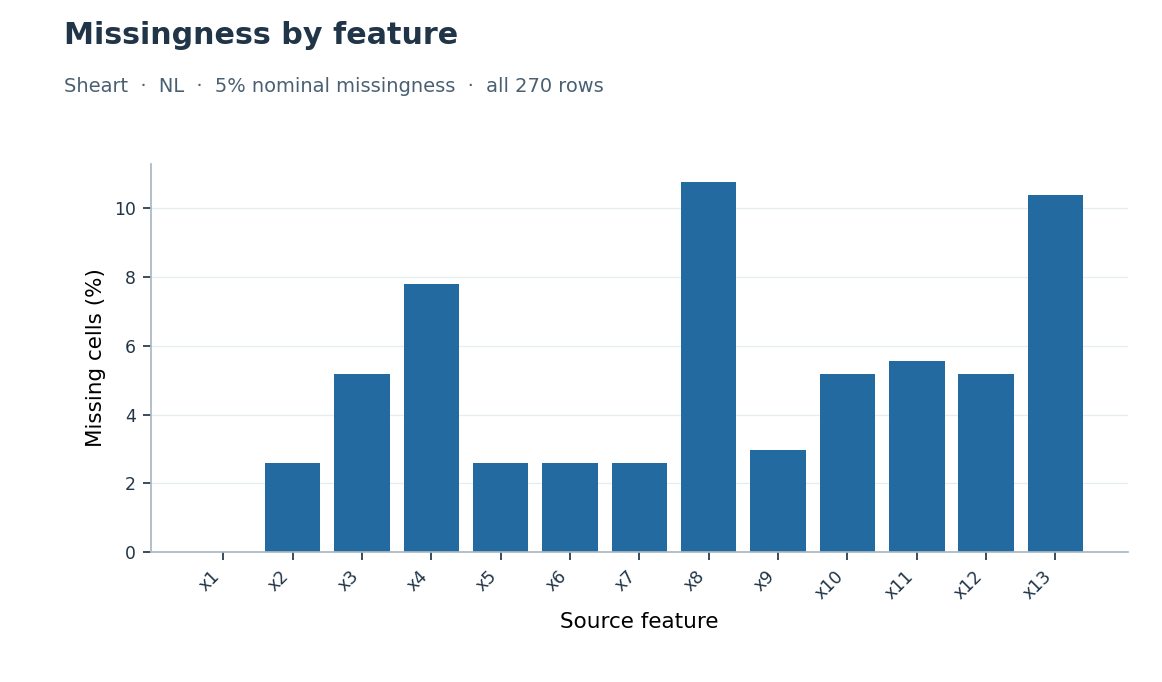 Missingness by feature
Sheart · NL · 5% nominal missingness · all 270 rows
Missing cells (%)
10
8
6
4
2
0
x1 x2 x3 x4 x5 x6 x7 x8 x9 x10 x11 x12 x13
Source feature